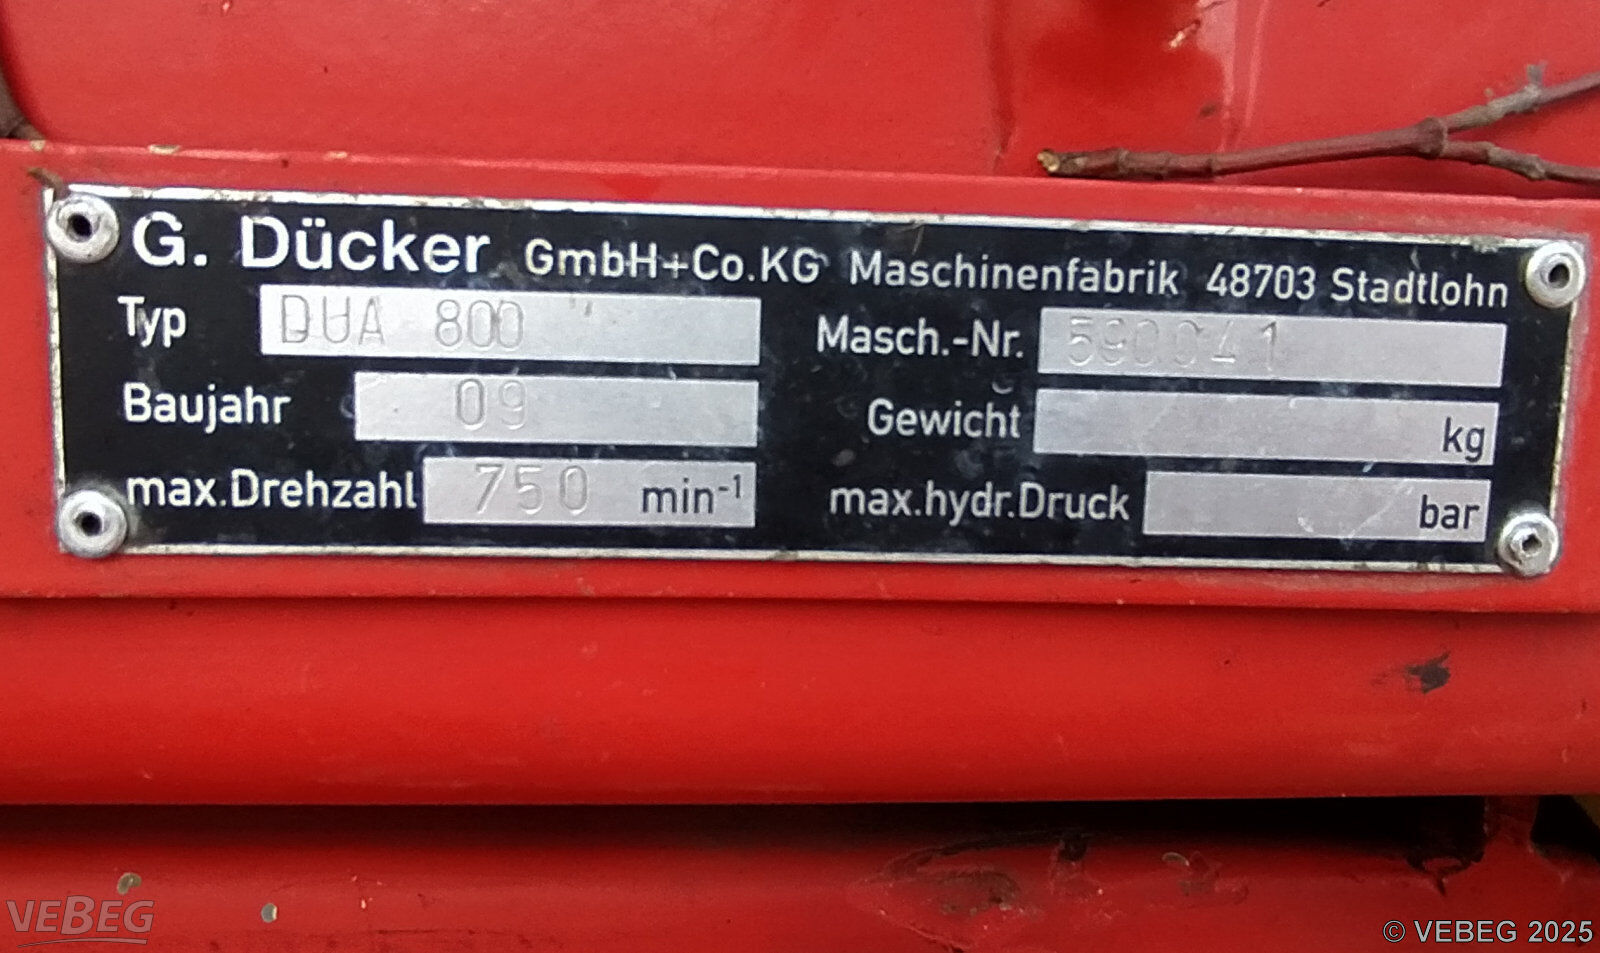 G. Dücker GmbH+Co.KG Maschinenfabrik 48703 Stadtlohn
Typ DUA 800 Masch.-Nr. 590041
Baujahr 09 Gewicht kg
max.Drehzahl 750 min-1 max.hydr.Druck bar
VEBEG
© VEBEG 2025